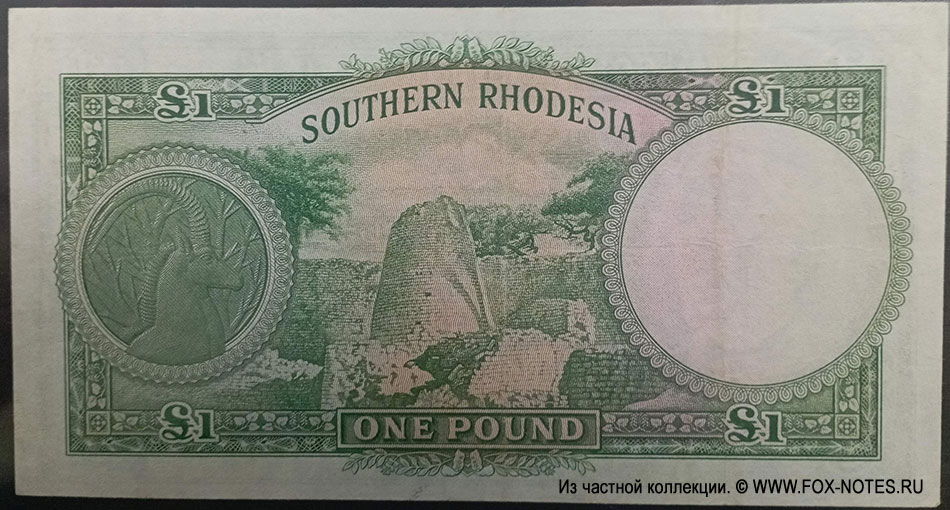 £1 £1
SOUTHERN RHODESIA
£1 ONE POUND £1
Из частной коллекции. © WWW.FOX-NOTES.RU